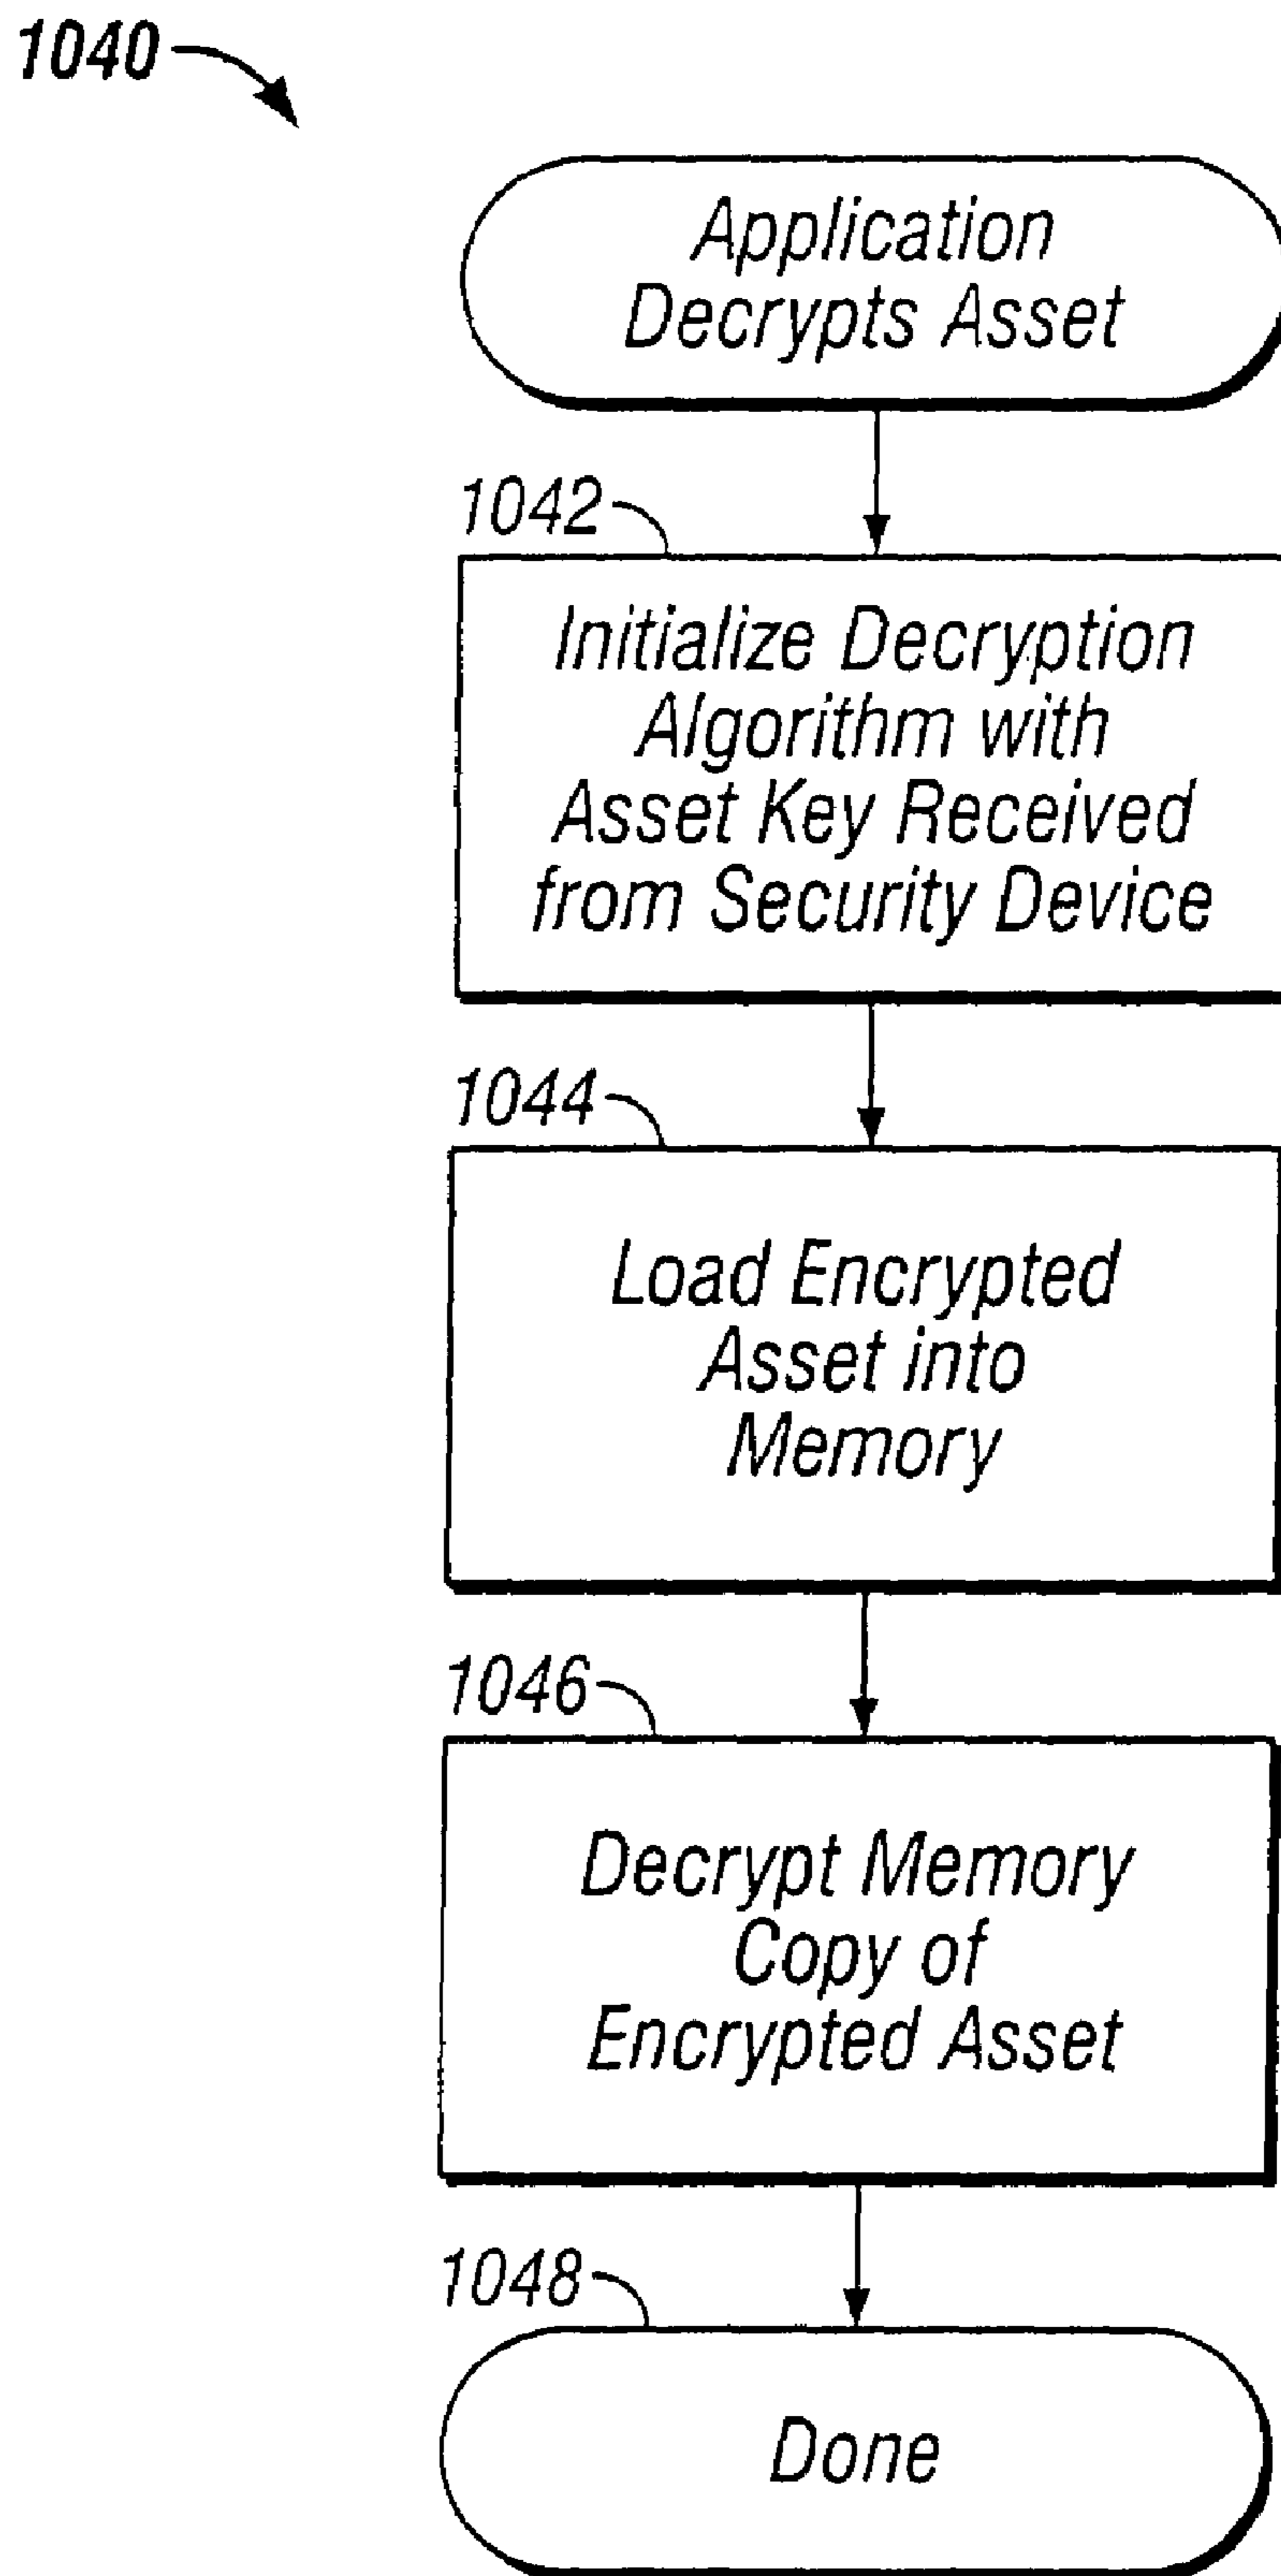 1040
Application
Decrypts Asset
1042
Initialize Decryption
Algorithm with
Asset Key Received
from Security Device
1044
Load Encrypted
Asset into
Memory
1046
Decrypt Memory
Copy of
Encrypted Asset
1048
Done